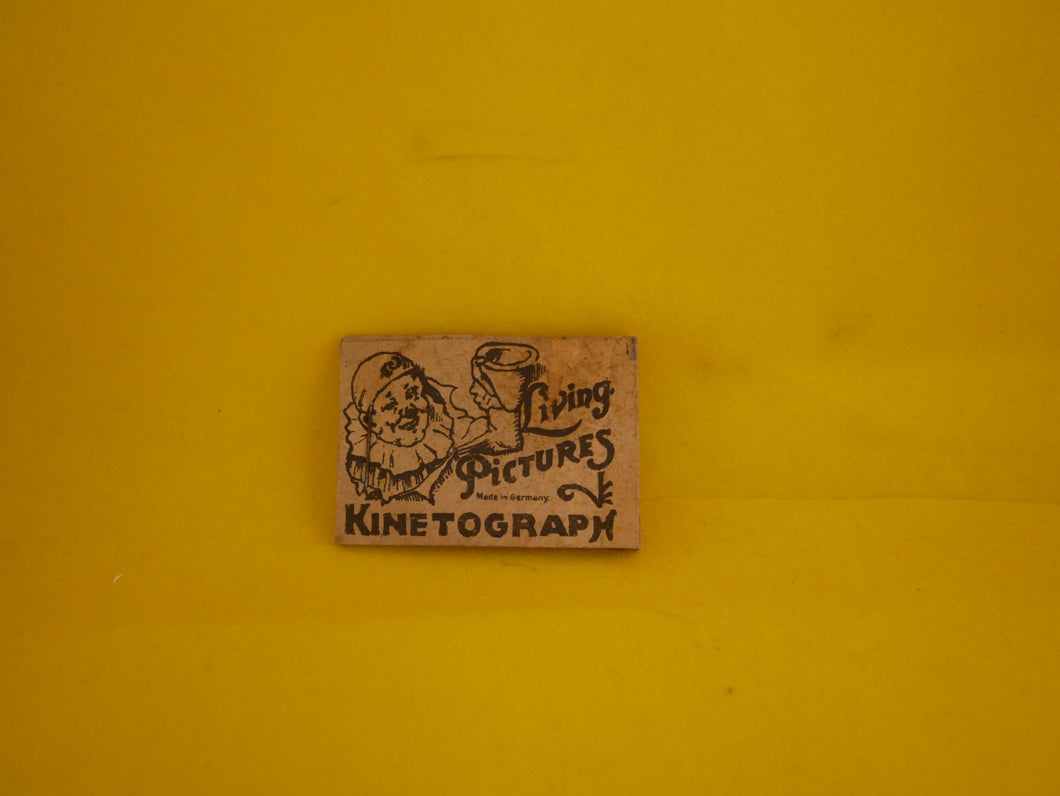 Living
PICTURES
Made in Germany.
KINETOGRAPH